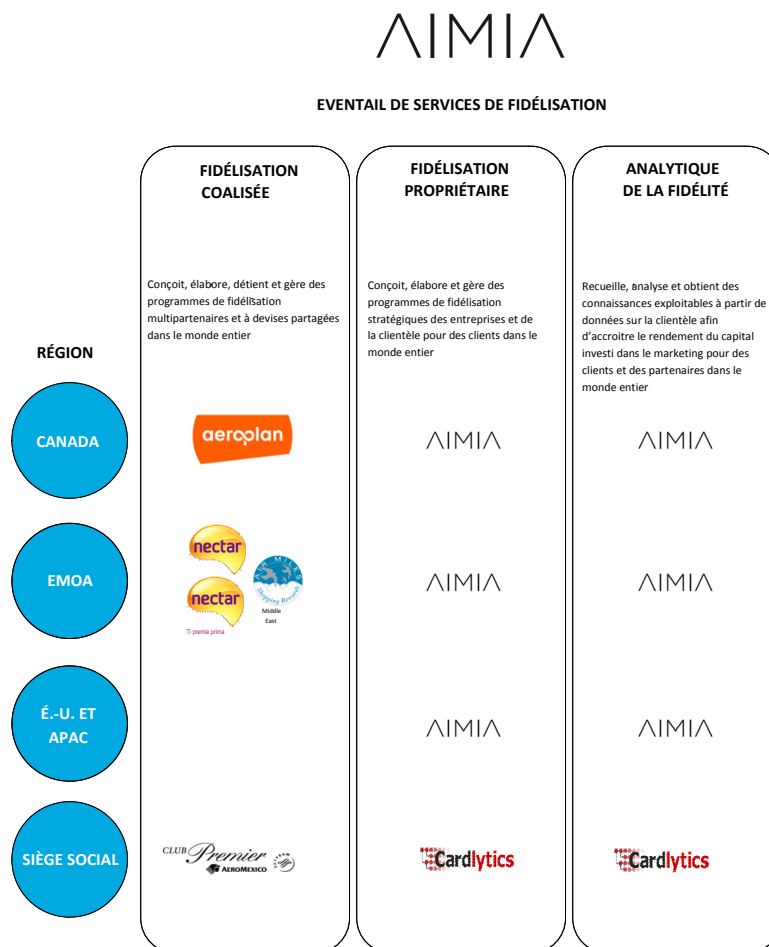 AIMIA
EVENTAIL DE SERVICES DE FIDÉLISATION
FIDÉLISATION
COALISÉE
Conçoit, élabore, détient et gère des
programmes de fidélisation
multipartenaires et à devises partagées
dans le monde entier
FIDÉLISATION
PROPRIÉTAIRE
Conçoit, élabore et gère des
programmes de fidélisation
stratégiques des entreprises et de
la clientèle pour des clients dans le
monde entier
ANALYTIQUE
DE LA FIDÉLITÉ
Recueille, analyse et obtient des
connaissances exploitables à partir de
données sur la clientèle afin
d’accroitre le rendement du capital
investi dans le marketing pour des
clients et des partenaires dans le
monde entier
RÉGION
CANADA
aeroplan
AIMIA
AIMIA
EMOA
nectar
nectar
Ti premia prima
AIR MILES
Shopping Rewards
Middle
East
AIMIA
AIMIA
É.-U. ET
APAC
AIMIA
AIMIA
SIÈGE SOCIAL
CLUB Premier
AEROMEXICO
Cardlytics
Cardlytics